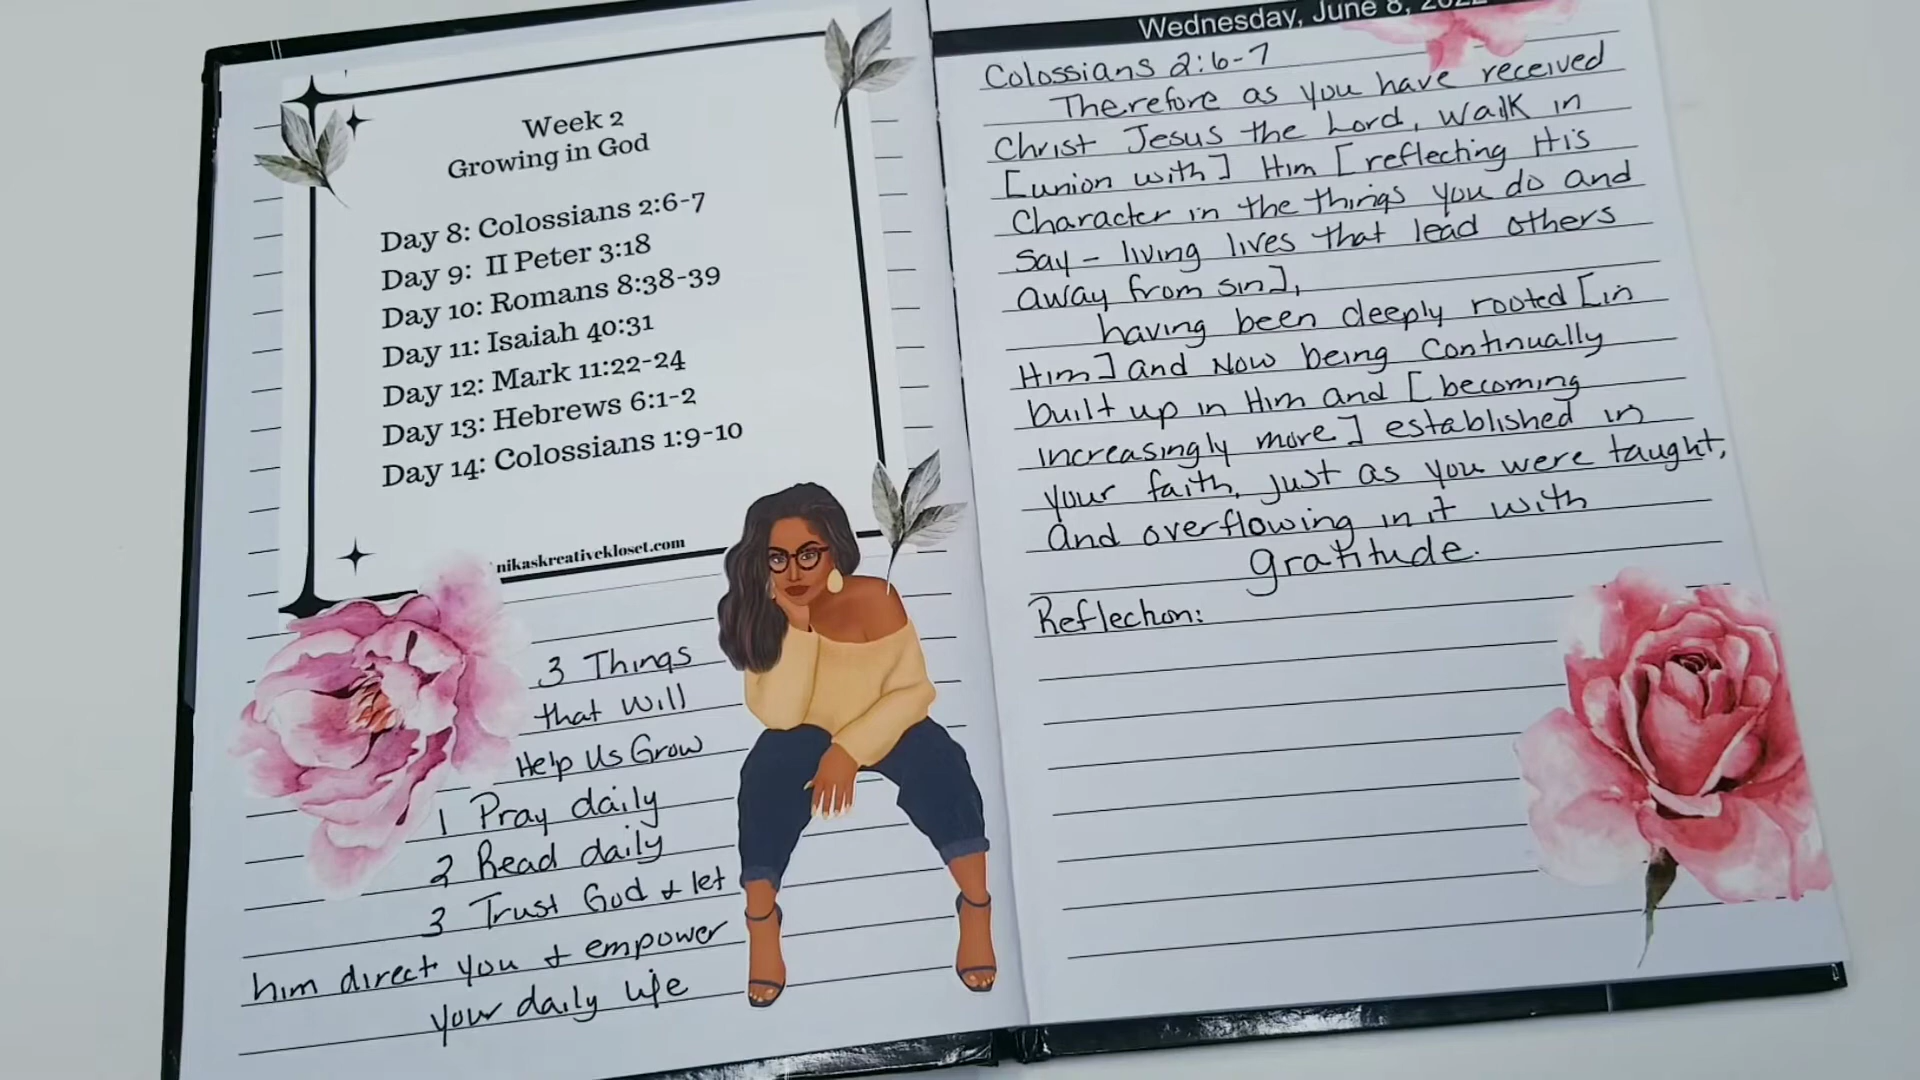 Week 2
Growing in God
Day 8: Colossians 2:6-7
Day 9: II Peter 3:18
Day 10: Romans 8:38-39
Day 11: Isaiah 40:31
Day 12: Mark 11:22-24
Day 13: Hebrews 6:1-2
Day 14: Colossians 1:9-10
nikaskreativekloset.com
3 Things
that will
Help Us Grow
1 Pray daily
2 Read daily
3 Trust God & let
him direct you & empower
your daily life
Wednesday, June 8, 2022
Colossians 2:6-7
Therefore as you have received
Christ Jesus the Lord, walk in
[union with] Him [reflecting His
Character in the things you do and
Say - living lives that lead others
away from sin],
having been deeply rooted [in
Him] and Now being Continually
built up in Him and [becoming
increasingly more] established in
your faith, just as you were taught,
and overflowing in it with
gratitude.
Reflection: